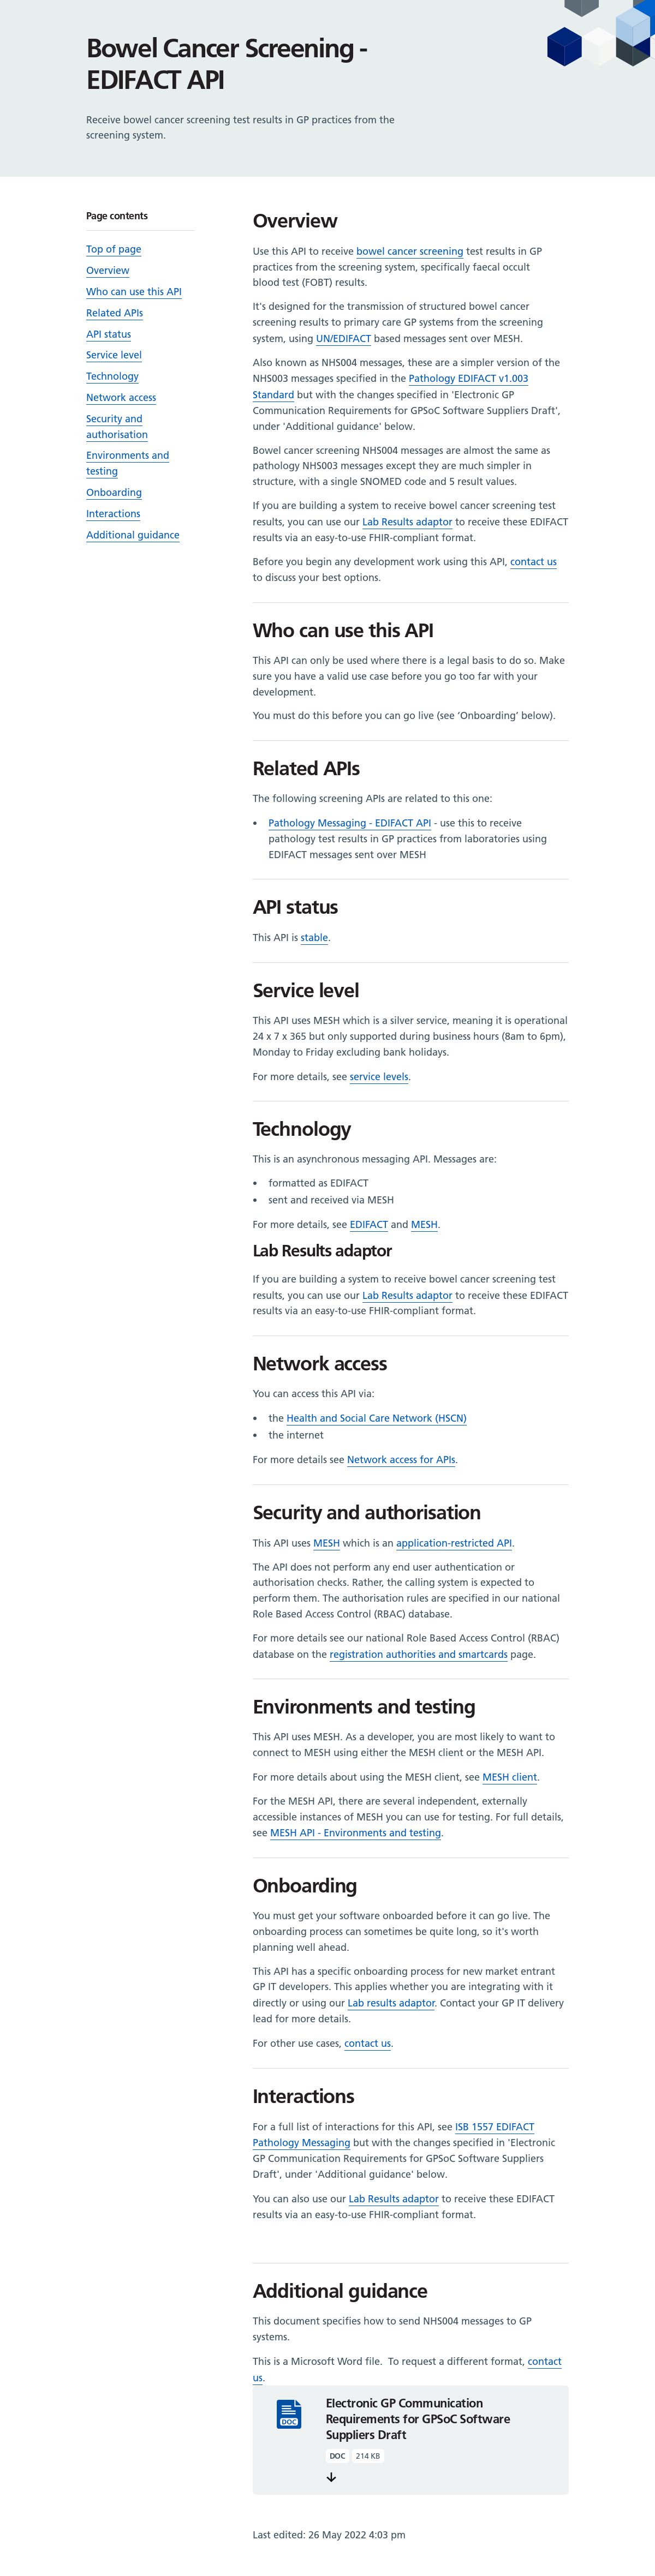 Bowel Cancer Screening -
EDIFACT API
Receive bowel cancer screening test results in GP practices from the
screening system.
Page contents
Top of page
Overview
Who can use this API
Related APIs
API status
Service level
Technology
Network access
Security and
authorisation
Environments and
testing
Onboarding
Interactions
Additional guidance
Overview
Use this API to receive bowel cancer screening test results in GP
practices from the screening system, specifically faecal occult
blood test (FOBT) results.
It's designed for the transmission of structured bowel cancer
screening results to primary care GP systems from the screening
system, using UN/EDIFACT based messages sent over MESH.
Also known as NHS004 messages, these are a simpler version of the
NHS003 messages specified in the Pathology EDIFACT v1.003
Standard but with the changes specified in 'Electronic GP
Communication Requirements for GPSoC Software Suppliers Draft',
under 'Additional guidance' below.
Bowel cancer screening NHS004 messages are almost the same as
pathology NHS003 messages except they are much simpler in
structure, with a single SNOMED code and 5 result values.
If you are building a system to receive bowel cancer screening test
results, you can use our Lab Results adaptor to receive these EDIFACT
results via an easy-to-use FHIR-compliant format.
Before you begin any development work using this API, contact us
to discuss your best options.
Who can use this API
This API can only be used where there is a legal basis to do so. Make
sure you have a valid use case before you go too far with your
development.
You must do this before you can go live (see ‘Onboarding’ below).
Related APIs
The following screening APIs are related to this one:
• Pathology Messaging - EDIFACT API - use this to receive
pathology test results in GP practices from laboratories using
EDIFACT messages sent over MESH
API status
This API is stable.
Service level
This API uses MESH which is a silver service, meaning it is operational
24 x 7 x 365 but only supported during business hours (8am to 6pm),
Monday to Friday excluding bank holidays.
For more details, see service levels.
Technology
This is an asynchronous messaging API. Messages are:
• formatted as EDIFACT
• sent and received via MESH
For more details, see EDIFACT and MESH.
Lab Results adaptor
If you are building a system to receive bowel cancer screening test
results, you can use our Lab Results adaptor to receive these EDIFACT
results via an easy-to-use FHIR-compliant format.
Network access
You can access this API via:
• the Health and Social Care Network (HSCN)
• the internet
For more details see Network access for APIs.
Security and authorisation
This API uses MESH which is an application-restricted API.
The API does not perform any end user authentication or
authorisation checks. Rather, the calling system is expected to
perform them. The authorisation rules are specified in our national
Role Based Access Control (RBAC) database.
For more details see our national Role Based Access Control (RBAC)
database on the registration authorities and smartcards page.
Environments and testing
This API uses MESH. As a developer, you are most likely to want to
connect to MESH using either the MESH client or the MESH API.
For more details about using the MESH client, see MESH client.
For the MESH API, there are several independent, externally
accessible instances of MESH you can use for testing. For full details,
see MESH API - Environments and testing.
Onboarding
You must get your software onboarded before it can go live. The
onboarding process can sometimes be quite long, so it's worth
planning well ahead.
This API has a specific onboarding process for new market entrant
GP IT developers. This applies whether you are integrating with it
directly or using our Lab results adaptor. Contact your GP IT delivery
lead for more details.
For other use cases, contact us.
Interactions
For a full list of interactions for this API, see ISB 1557 EDIFACT
Pathology Messaging but with the changes specified in 'Electronic
GP Communication Requirements for GPSoC Software Suppliers
Draft', under 'Additional guidance' below.
You can also use our Lab Results adaptor to receive these EDIFACT
results via an easy-to-use FHIR-compliant format.
Additional guidance
This document specifies how to send NHS004 messages to GP
systems.
This is a Microsoft Word file.  To request a different format, contact
us.
DOC
Electronic GP Communication
Requirements for GPSoC Software
Suppliers Draft
DOC 214 KB
Last edited: 26 May 2022 4:03 pm